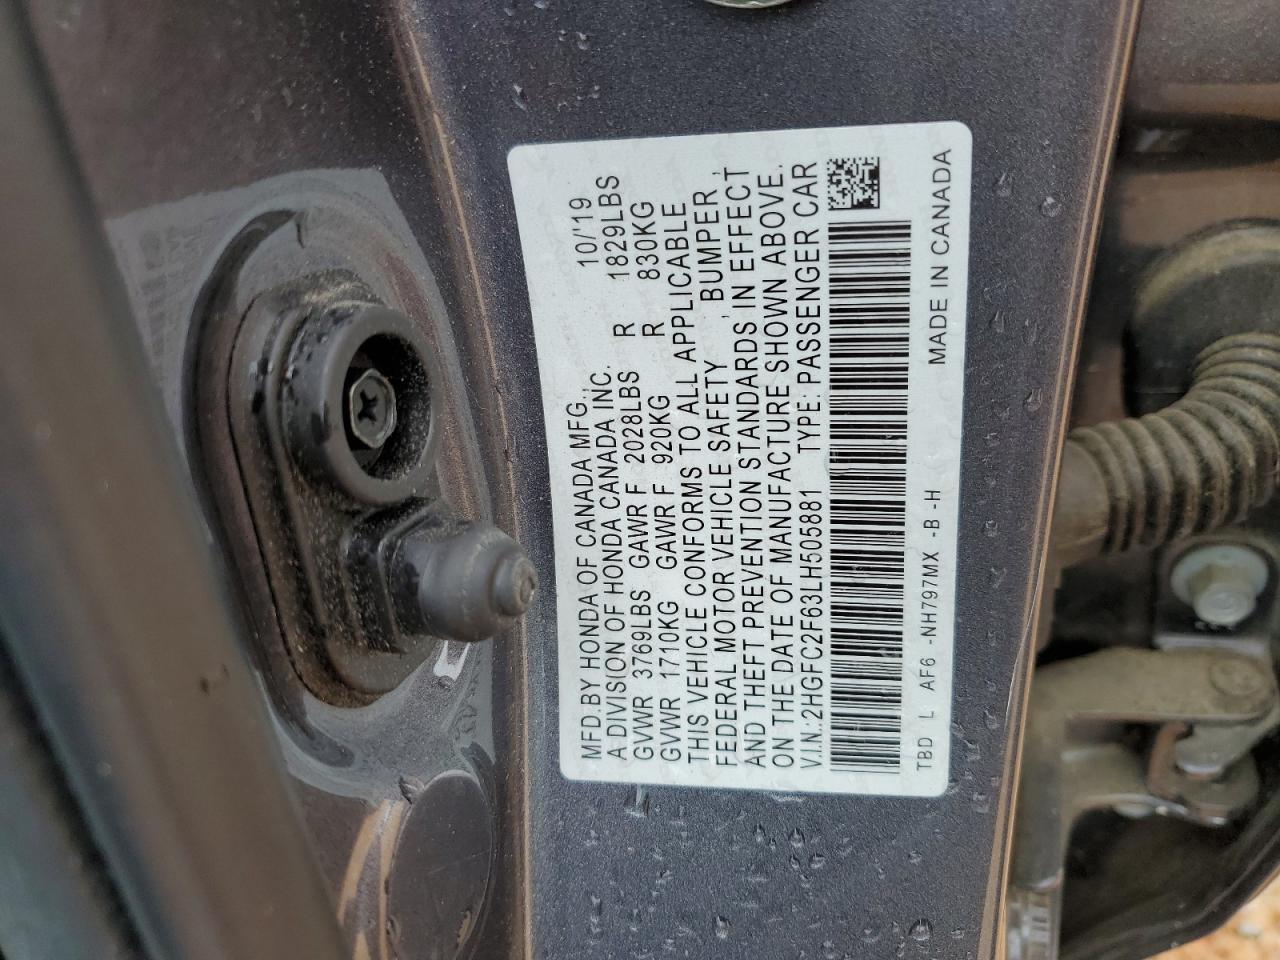 MFD.BY HONDA OF CANADA MFG., 10/'19
A DIVISION OF HONDA CANADA INC.
GVWR 3769LBS GAWR F 2028LBS R 1829LBS
GVWR 1710KG GAWR F 920KG R 830KG
THIS VEHICLE CONFORMS TO ALL APPLICABLE
FEDERAL MOTOR VEHICLE SAFETY , BUMPER ,
AND THEFT PREVENTION STANDARDS IN EFFECT
ON THE DATE OF MANUFACTURE SHOWN ABOVE.
V.I.N.:2HGFC2F63LH505881 TYPE: PASSENGER CAR
TBD L AF6 -NH797MX -B -H MADE IN CANADA